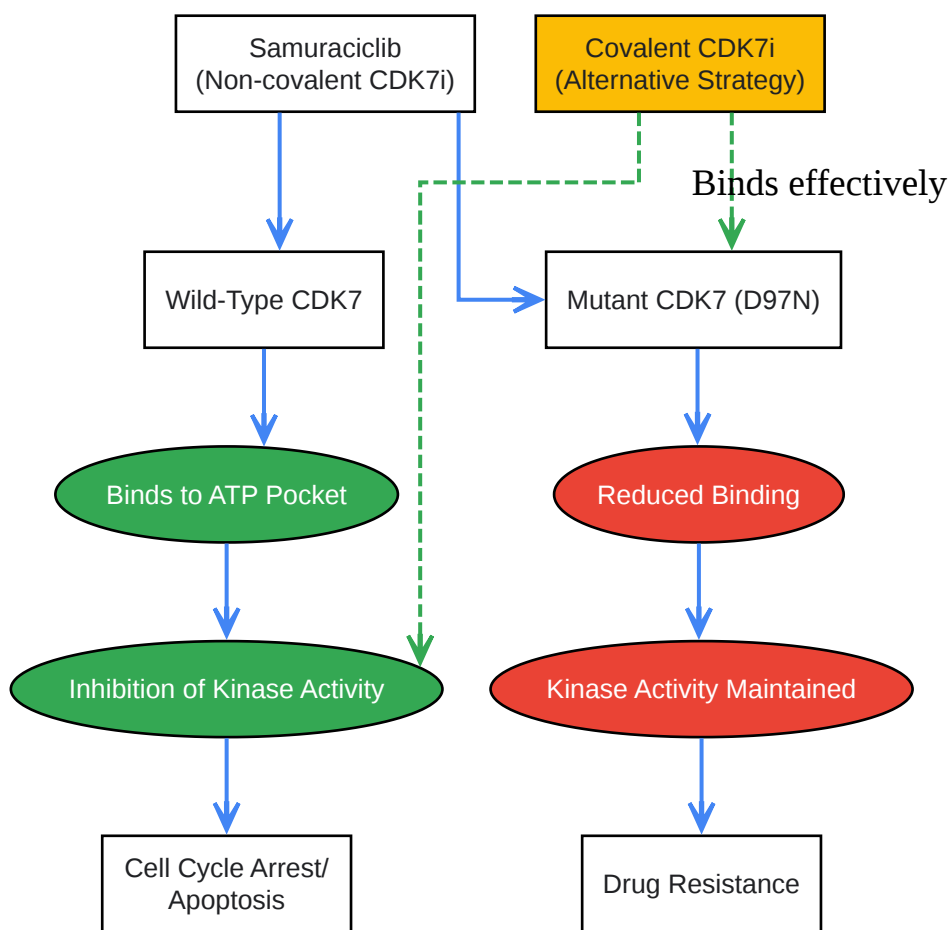 Samuraciclib
(Non-covalent CDK7i)
Covalent CDK7i
(Alternative Strategy)
Binds effectively
Wild-Type CDK7
Mutant CDK7 (D97N)
Binds to ATP Pocket
Reduced Binding
Inhibition of Kinase Activity
Kinase Activity Maintained
Cell Cycle Arrest/
Apoptosis
Drug Resistance